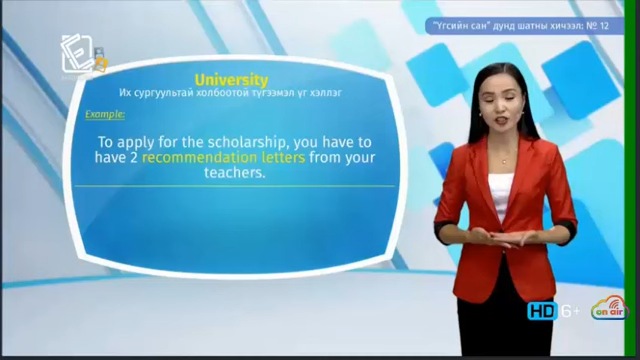 "Үгсийн сан" дунд шатны хичээл: № 12
University
Их сургуультай холбоотой түгээмэл үг хэллэг
Example:
To apply for the scholarship, you have to
have 2 recommendation letters from your
teachers.
HD 6+
on air